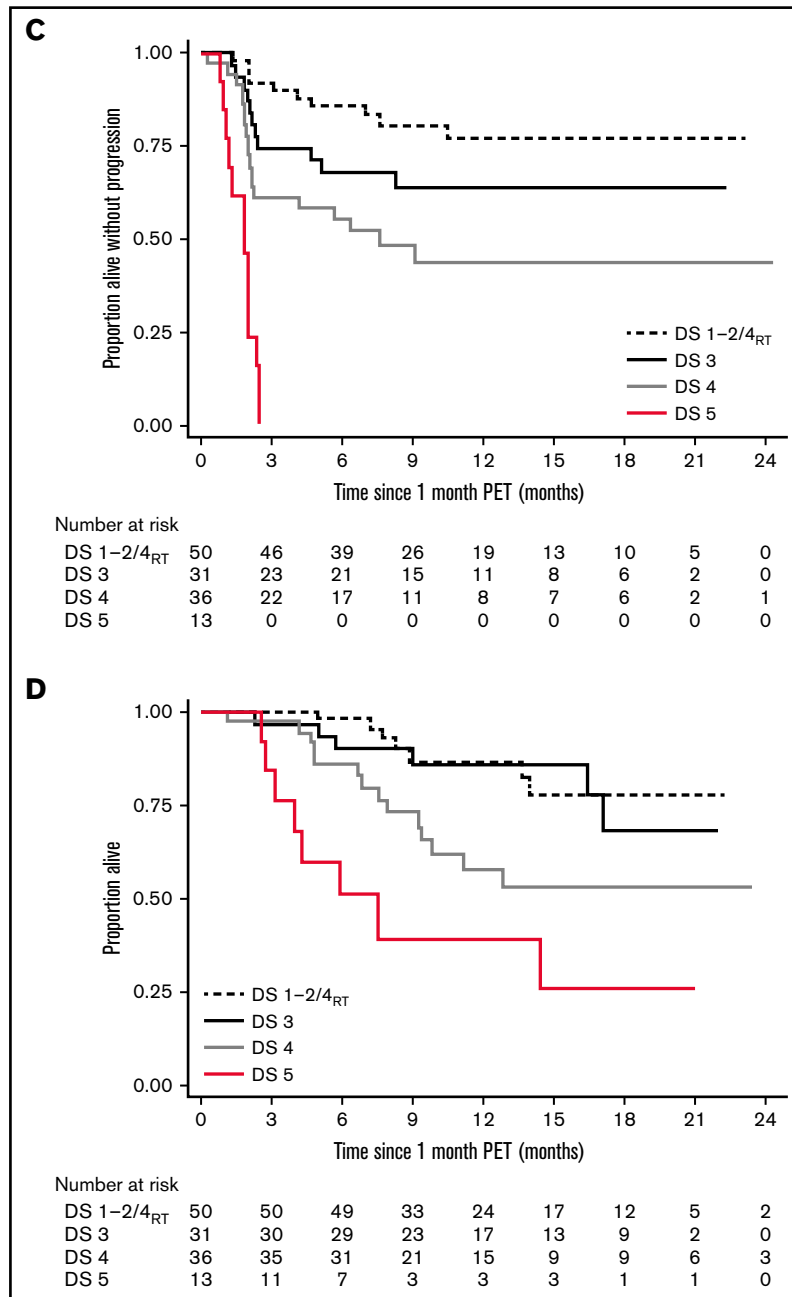 C
1.00
0.75
0.50
0.25
0.00
Proportion alive without progression
DS 1–2/4RT
DS 3
DS 4
DS 5
0 3 6 9 12 15 18 21 24
Time since 1 month PET (months)
Number at risk
DS 1–2/4RT 50 46 39 26 19 13 10 5 0
DS 3 31 23 21 15 11 8 6 2 0
DS 4 36 22 17 11 8 7 6 2 1
DS 5 13 0 0 0 0 0 0 0 0
D
1.00
0.75
0.50
0.25
0.00
Proportion alive
DS 1–2/4RT
DS 3
DS 4
DS 5
0 3 6 9 12 15 18 21 24
Time since 1 month PET (months)
Number at risk
DS 1–2/4RT 50 50 49 33 24 17 12 5 2
DS 3 31 30 29 23 17 13 9 2 0
DS 4 36 35 31 21 15 9 9 6 3
DS 5 13 11 7 3 3 3 1 1 0